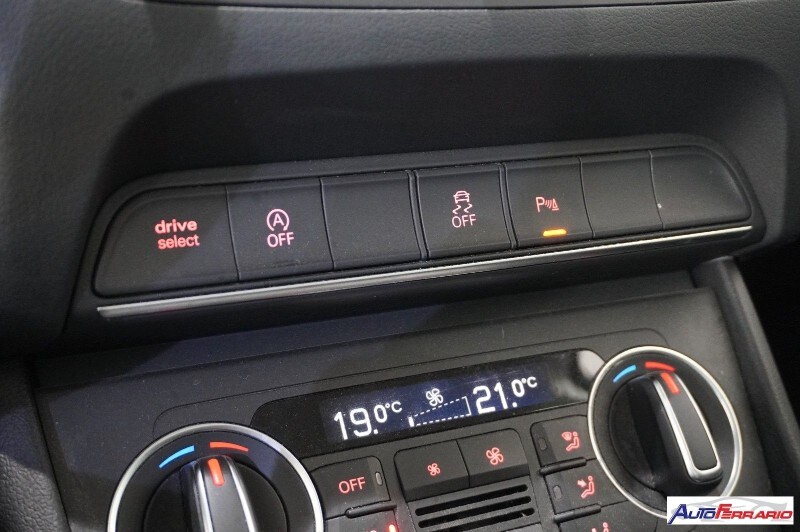 drive
select
A
OFF
OFF
P
19.0°C
21.0°C
OFF
AUTOFERRARIO